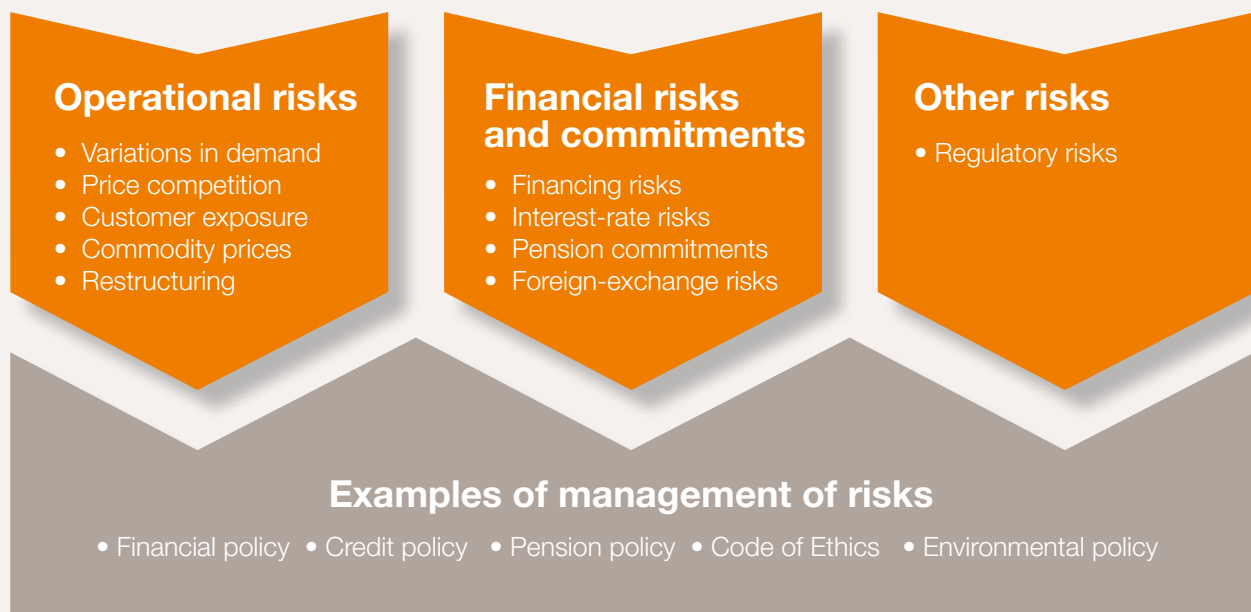 Operational risks
• Variations in demand
• Price competition
• Customer exposure
• Commodity prices
• Restructuring
Financial risks
and commitments
• Financing risks
• Interest-rate risks
• Pension commitments
• Foreign-exchange risks
Other risks
• Regulatory risks
Examples of management of risks
• Financial policy • Credit policy • Pension policy • Code of Ethics • Environmental policy